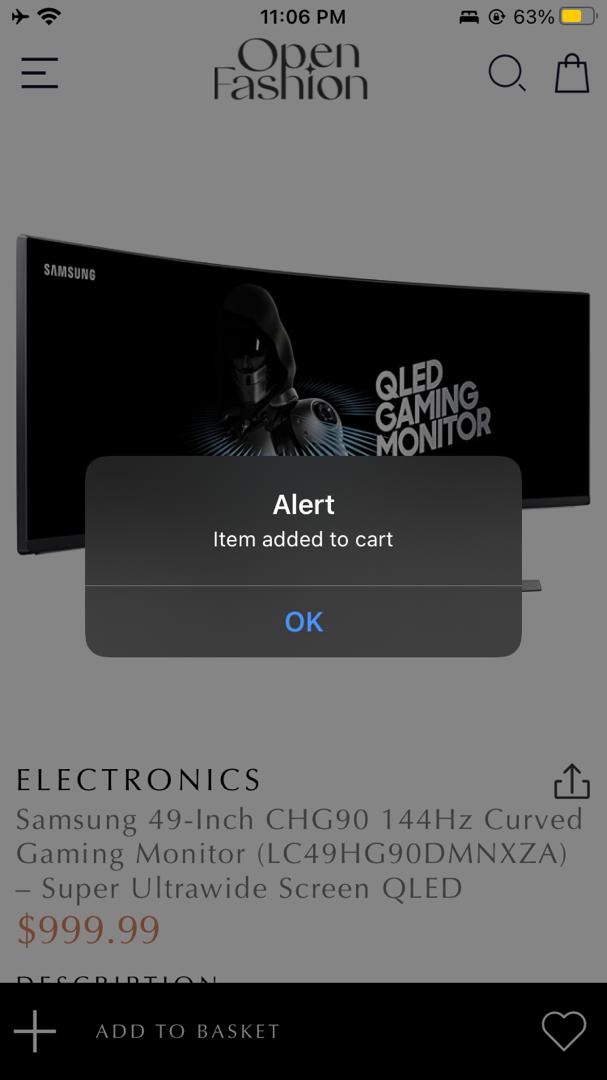 11:06 PM
63%
Open
Fashion
SAMSUNG
QLED
GAMING
MONITOR
Alert
Item added to cart
OK
ELECTRONICS
Samsung 49-Inch CHG90 144Hz Curved
Gaming Monitor (LC49HG90DMNXZA)
– Super Ultrawide Screen QLED
$999.99
DESCRIPTION
ADD TO BASKET